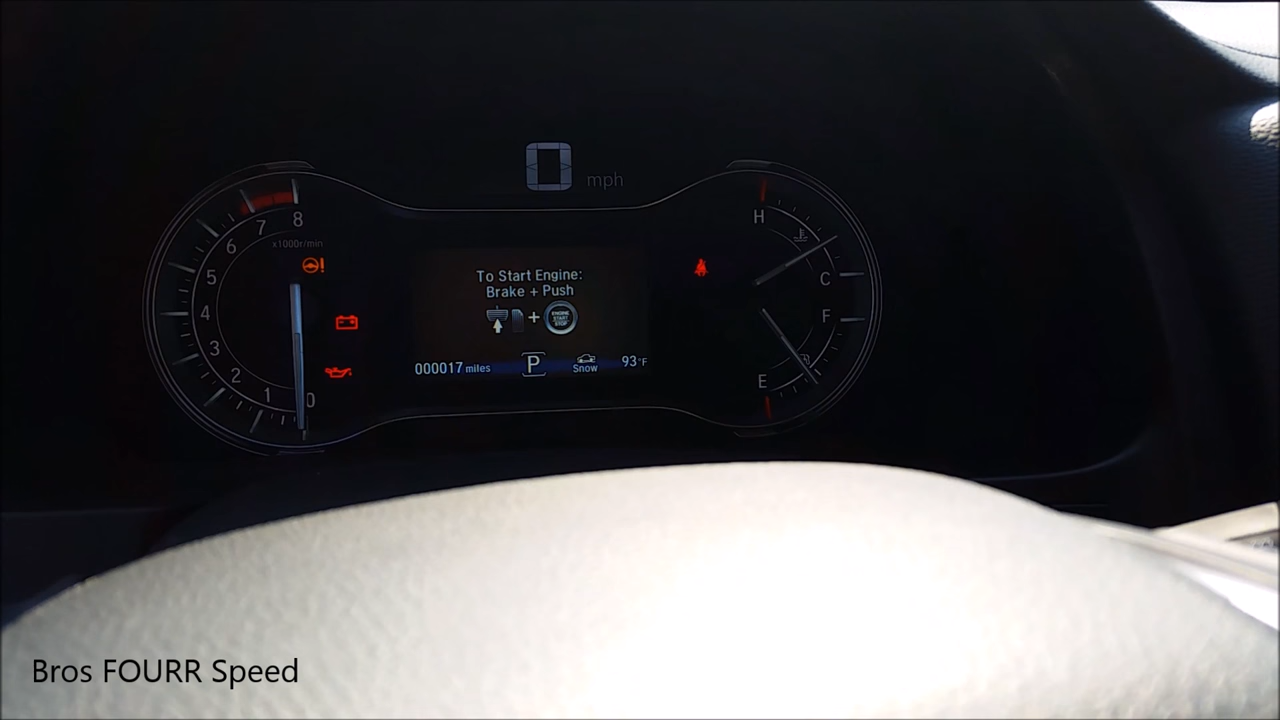 0 mph
8
7
6
x1000r/min
5
4
3
2
1
0
To Start Engine:
Brake + Push
+
ENGINE
START
STOP
000017 miles
P
Snow
93°F
H
C
F
E
Bros FOURR Speed